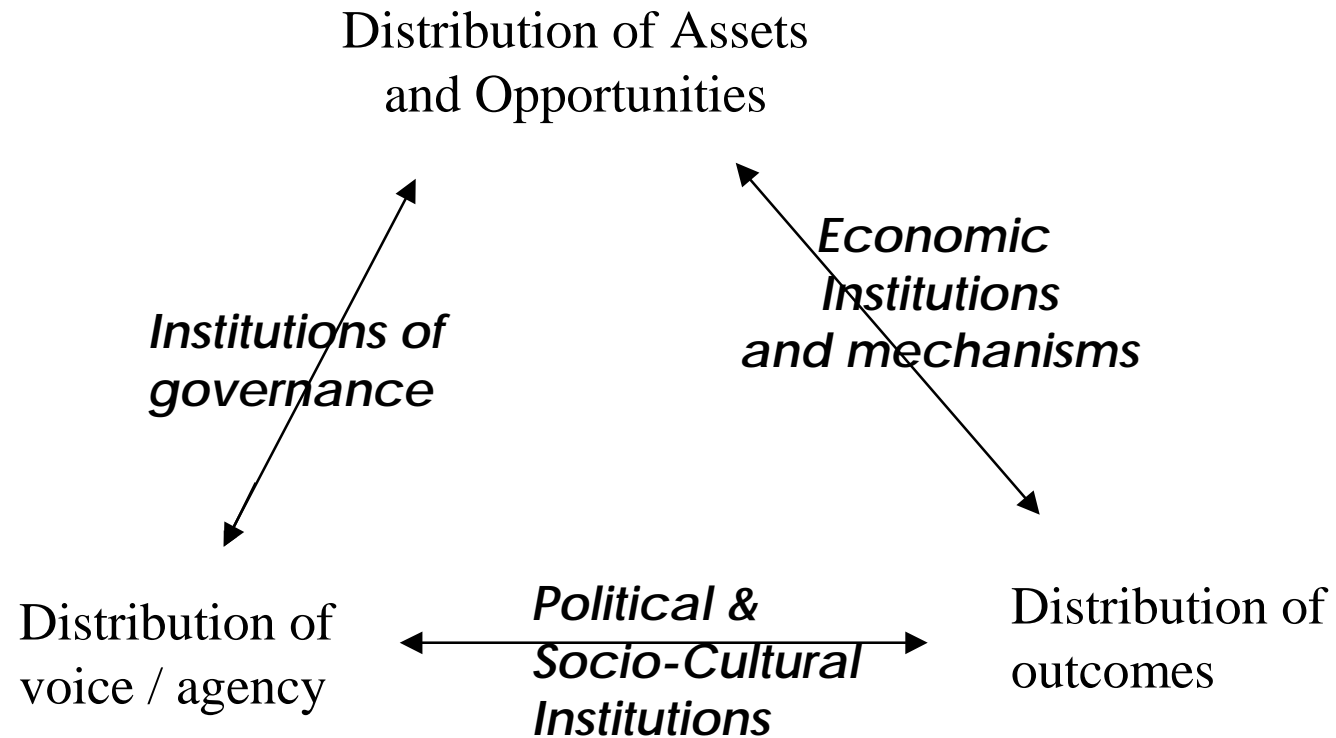 Distribution of Assets
and Opportunities
Economic
Institutions
and mechanisms
Institutions of
governance
Political &
Socio-Cultural
Institutions
Distribution of
voice / agency
Distribution of
outcomes